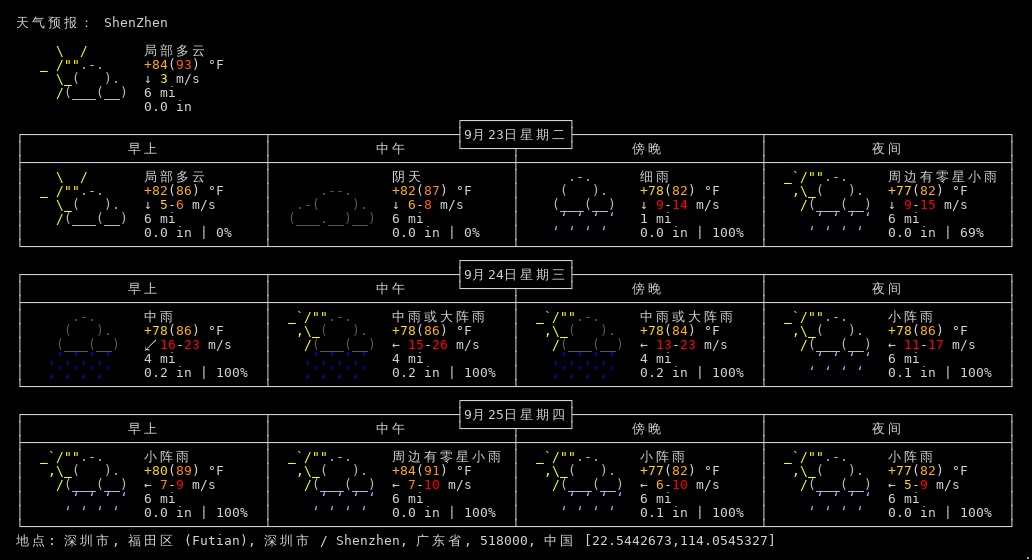 天气预报： ShenZhen
局部多云
+84(93) °F
↓ 3 m/s
6 mi
0.0 in
9月23日星期二
早上 中午 傍晚 夜间
局部多云 阴天 细雨 周边有零星小雨
+82(86) °F +82(87) °F +78(82) °F +77(82) °F
↓ 5-6 m/s ↓ 6-8 m/s ↓ 9-14 m/s ↓ 9-15 m/s
6 mi 6 mi 1 mi 6 mi
0.0 in | 0% 0.0 in | 0% 0.0 in | 100% 0.0 in | 69%
9月24日星期三
早上 中午 傍晚 夜间
中雨 中雨或大阵雨 中雨或大阵雨 小阵雨
+78(86) °F +78(86) °F +78(84) °F +78(86) °F
↙ 16-23 m/s ← 15-26 m/s ← 13-23 m/s ← 11-17 m/s
4 mi 4 mi 4 mi 6 mi
0.2 in | 100% 0.2 in | 100% 0.2 in | 100% 0.1 in | 100%
9月25日星期四
早上 中午 傍晚 夜间
小阵雨 周边有零星小雨 小阵雨 小阵雨
+80(89) °F +84(91) °F +77(82) °F +77(82) °F
← 7-9 m/s ← 7-10 m/s ← 6-10 m/s ← 5-9 m/s
6 mi 6 mi 6 mi 6 mi
0.0 in | 100% 0.0 in | 100% 0.1 in | 100% 0.0 in | 100%
地点: 深圳市, 福田区 (Futian), 深圳市 / Shenzhen, 广东省, 518000, 中国 [22.5442673,114.0545327]